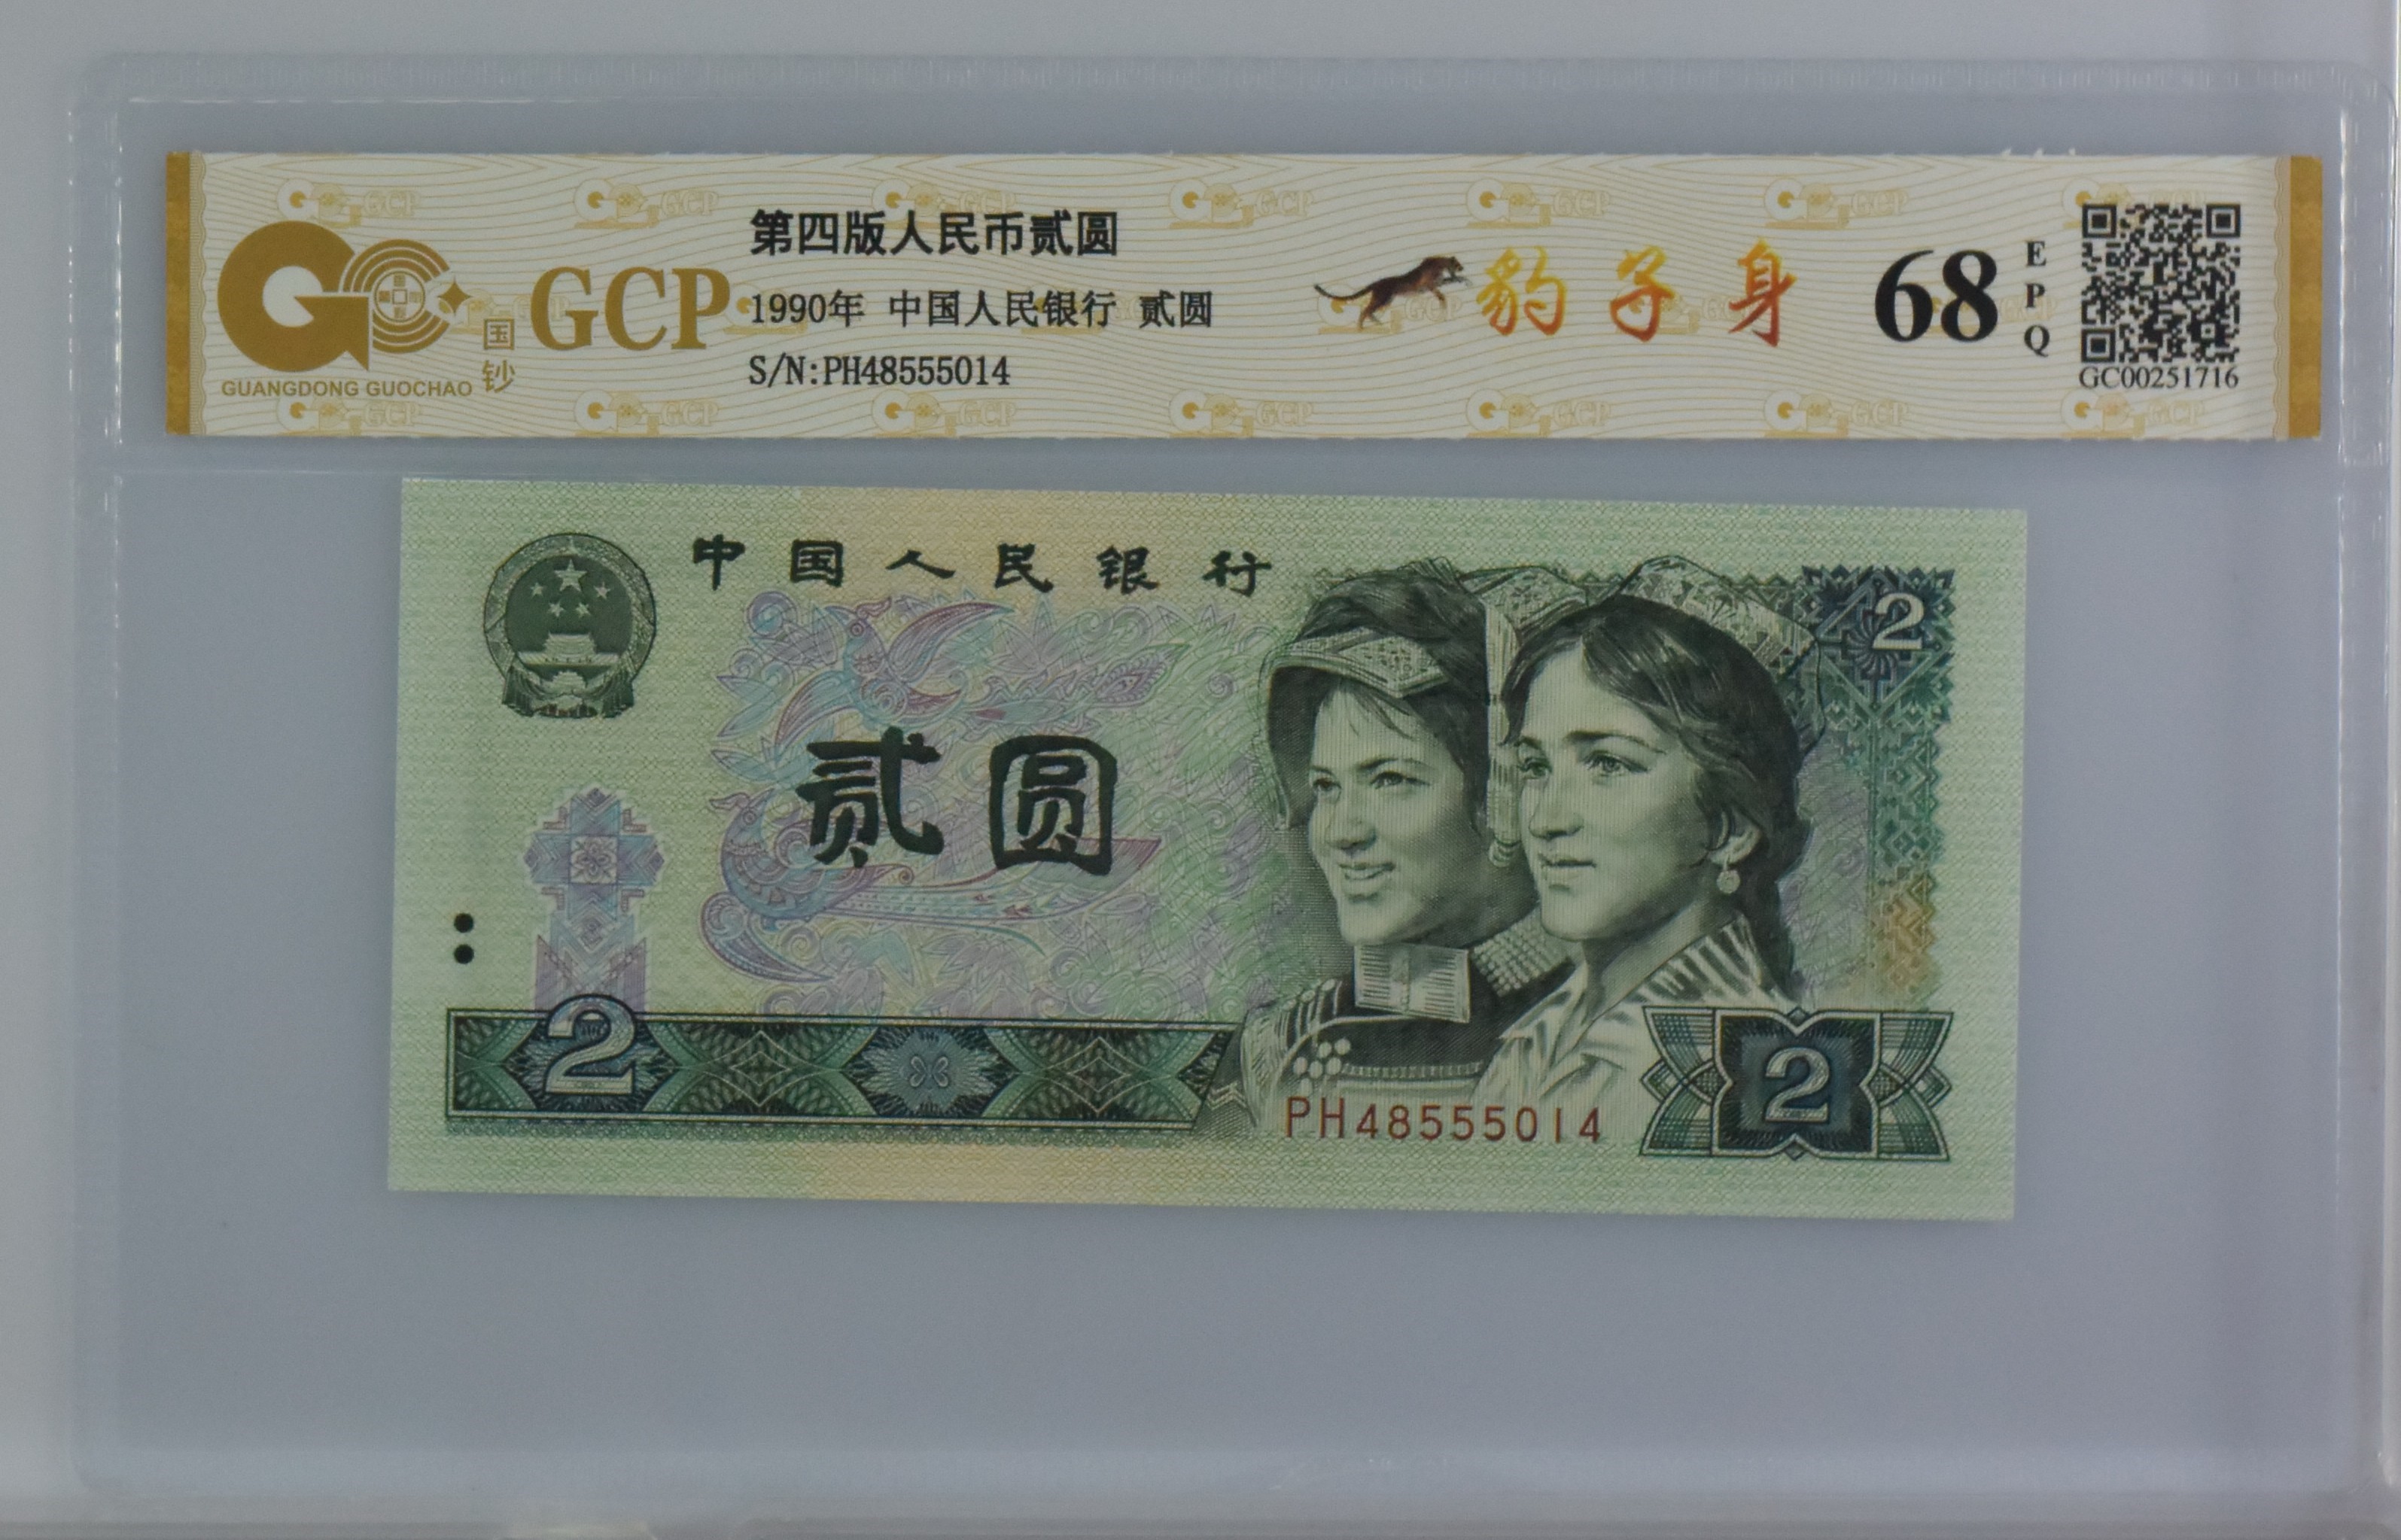 第四版人民币贰圆
1990年 中国人民银行 贰圆
S/N:PH48555014
GCP
国钞
GUANGDONG GUOCHAO
豹子身
68
EPQ
GC00251716
中国人民银行
2
贰圆
2
2
PH48555014